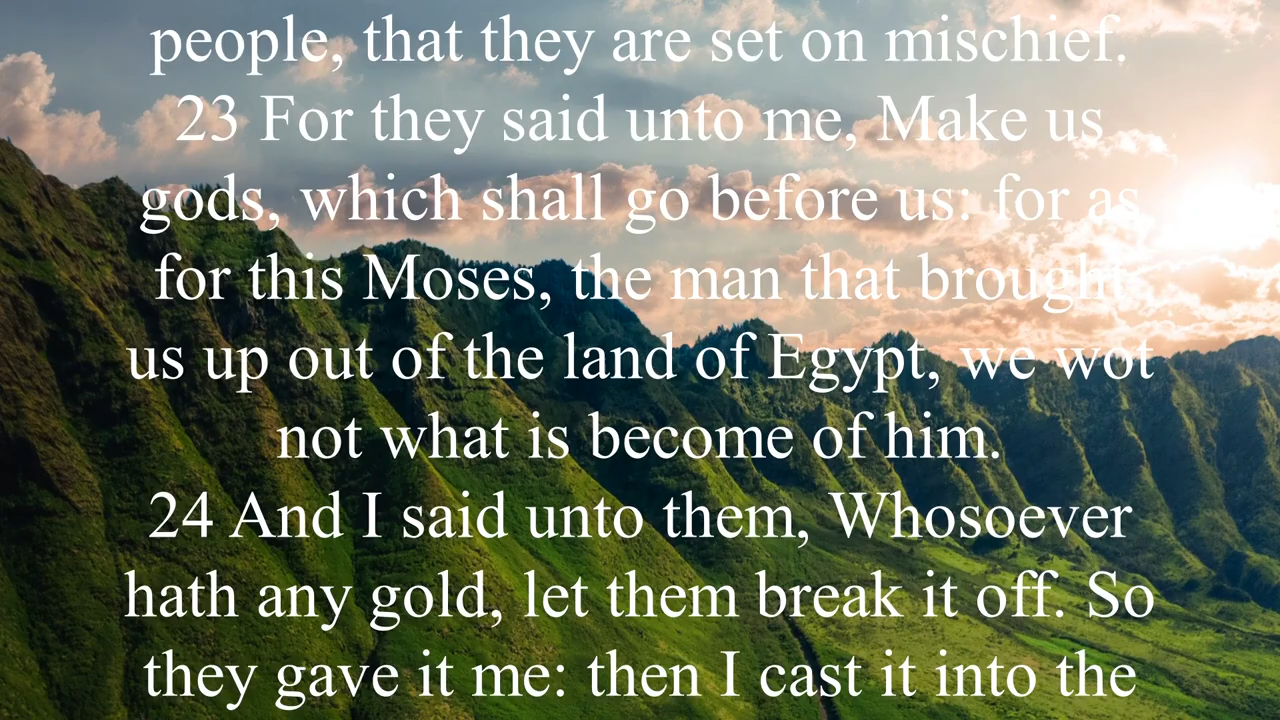 people, that they are set on mischief.
23 For they said unto me, Make us
gods, which shall go before us: for as
for this Moses, the man that brought
us up out of the land of Egypt, we wot
not what is become of him.
24 And I said unto them, Whosoever
hath any gold, let them break it off. So
they gave it me: then I cast it into the